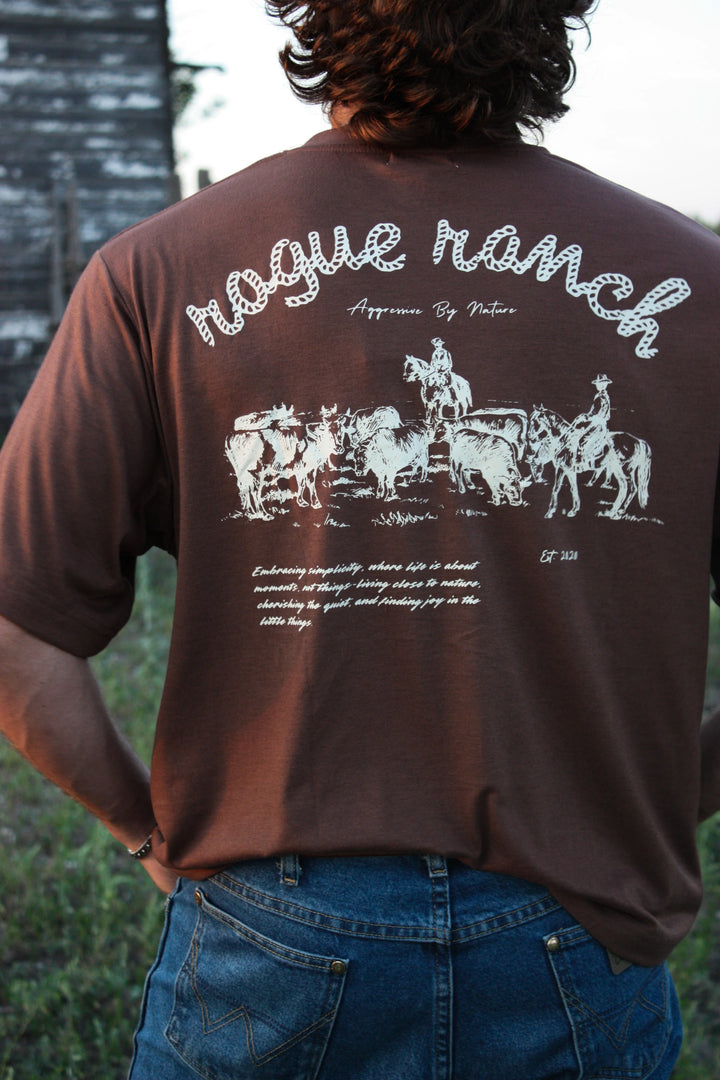 rogue ranch
Aggressive By Nature
Est. 2020
Embracing simplicity, where life is about
moments, not things-living close to nature,
cherishing the quiet, and finding joy in the
little things.